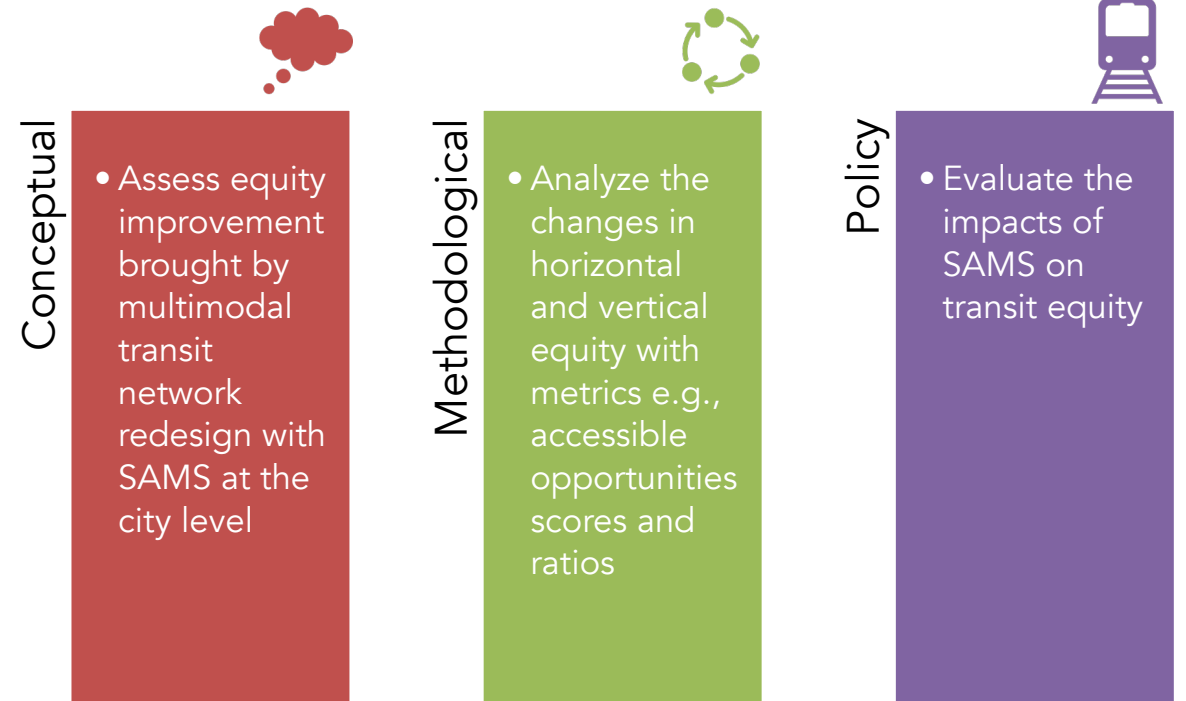 Conceptual
• Assess equity
improvement
brought by
multimodal
transit
network
redesign with
SAMS at the
city level
Methodological
• Analyze the
changes in
horizontal
and vertical
equity with
metrics e.g.,
accessible
opportunities
scores and
ratios
Policy
• Evaluate the
impacts of
SAMS on
transit equity